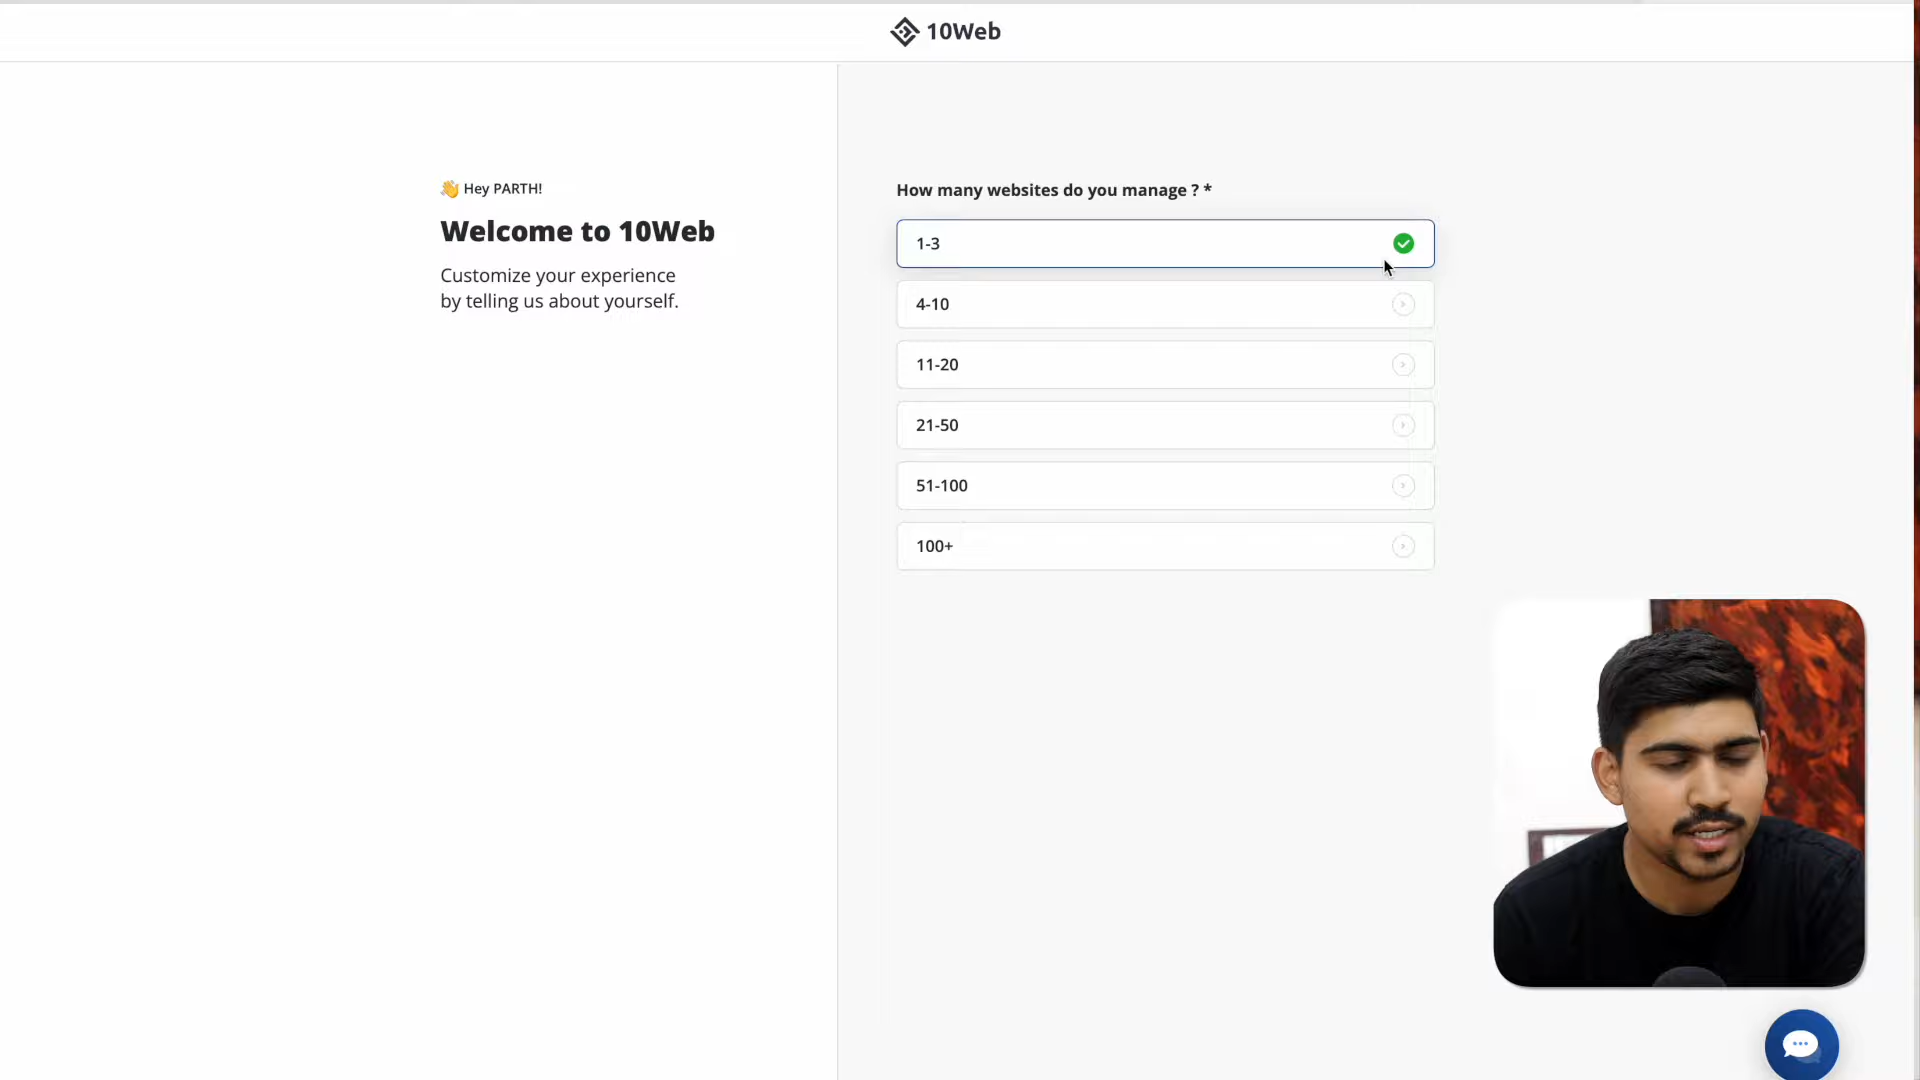 10Web
👋 Hey PARTH!
Welcome to 10Web
Customize your experience
by telling us about yourself.
How many websites do you manage ? *
1-3
4-10
11-20
21-50
51-100
100+